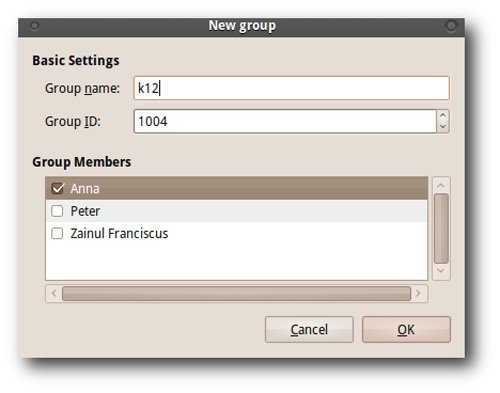 New group
Basic Settings
Group name: k12
Group ID: 1004
Group Members
Anna
Peter
Zainul Franciscus
Cancel OK